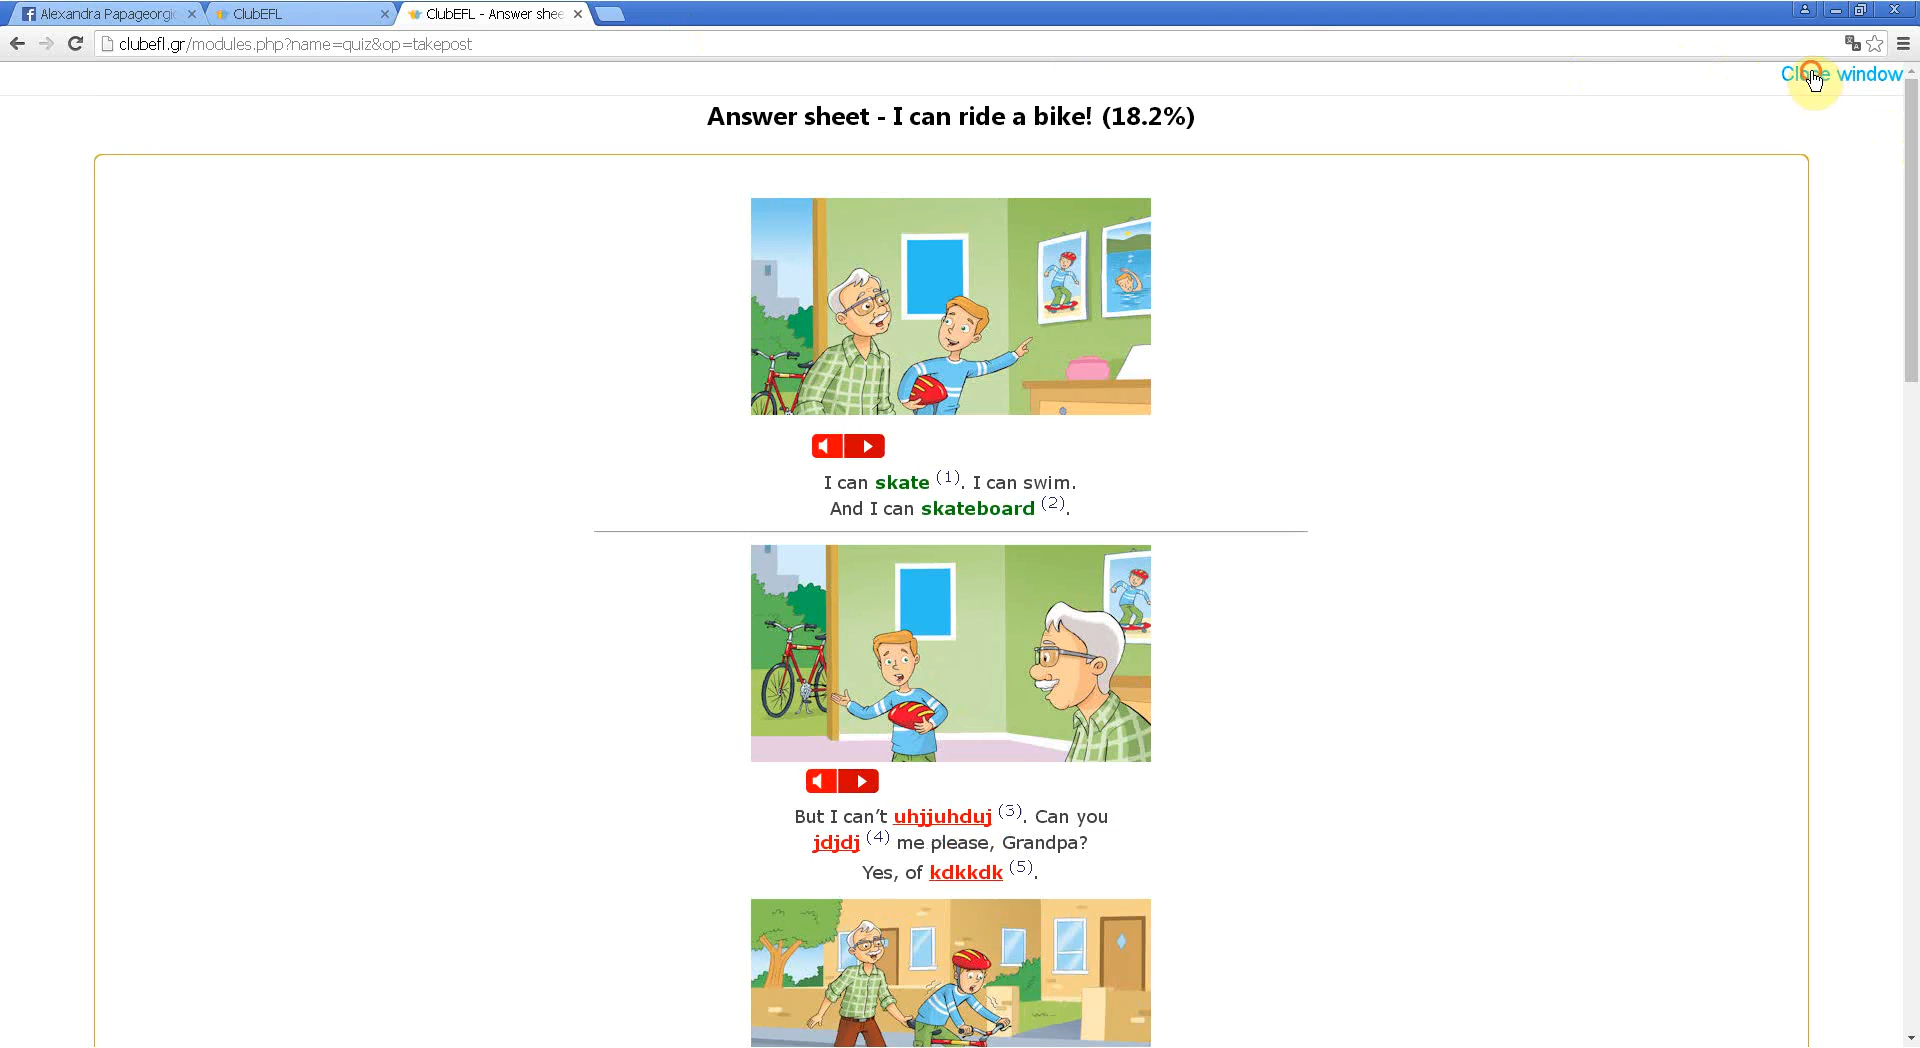 Alexandra Papageorgio
ClubEFL
ClubEFL - Answer shee
clubefl.gr/modules.php?name=quiz&op=takepost
Close window
Answer sheet - I can ride a bike! (18.2%)
I can skate (1). I can swim.
And I can skateboard (2).
But I can’t uhjjuhduj (3). Can you
jdjdj (4) me please, Grandpa?
Yes, of kdkkdk (5).